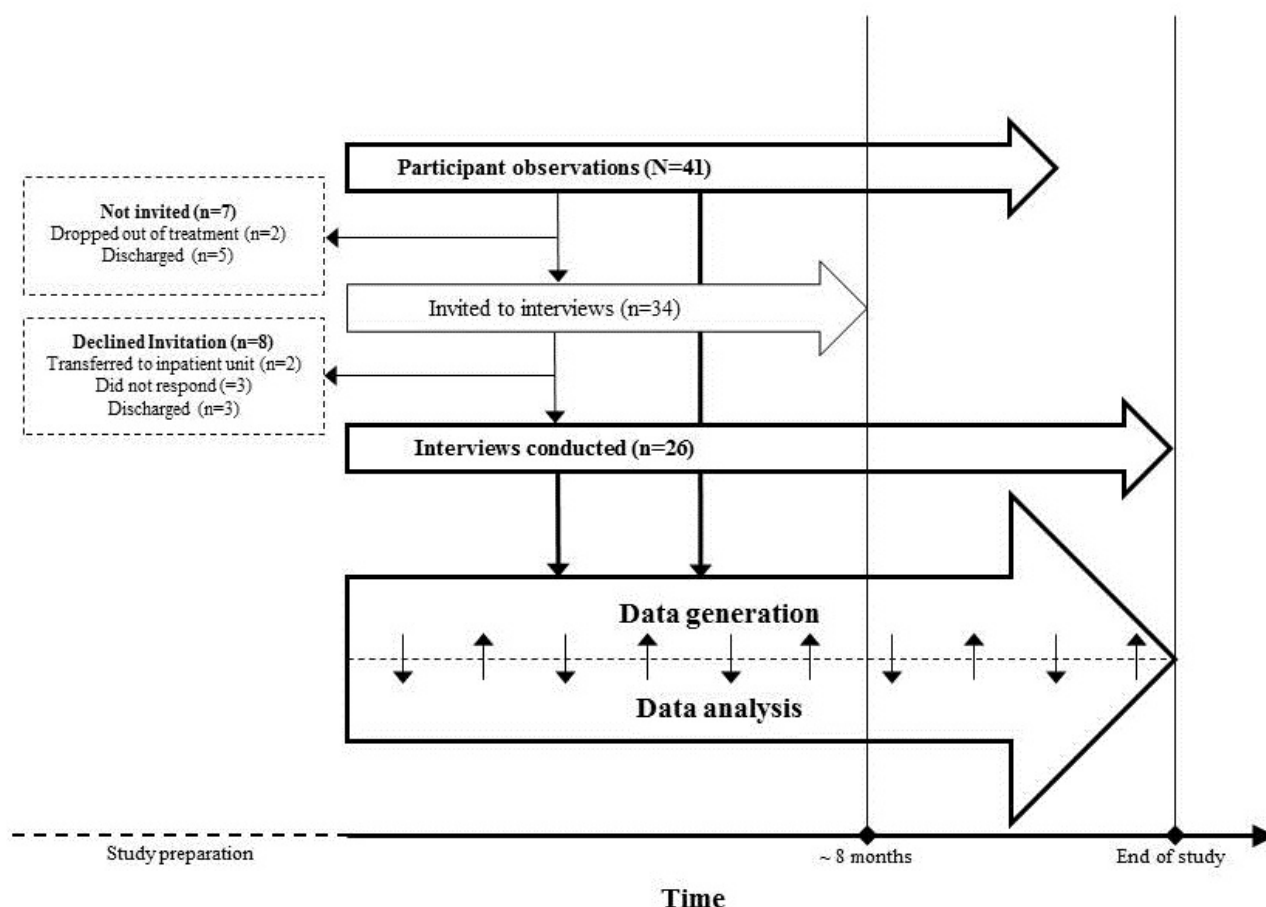 Participant observations (N=41)
Not invited (n=7)
Dropped out of treatment (n=2)
Discharged (n=5)
Invited to interviews (n=34)
Declined Invitation (n=8)
Transferred to inpatient unit (n=2)
Did not respond (=3)
Discharged (n=3)
Interviews conducted (n=26)
Data generation
Data analysis
Study preparation
~ 8 months
End of study
Time